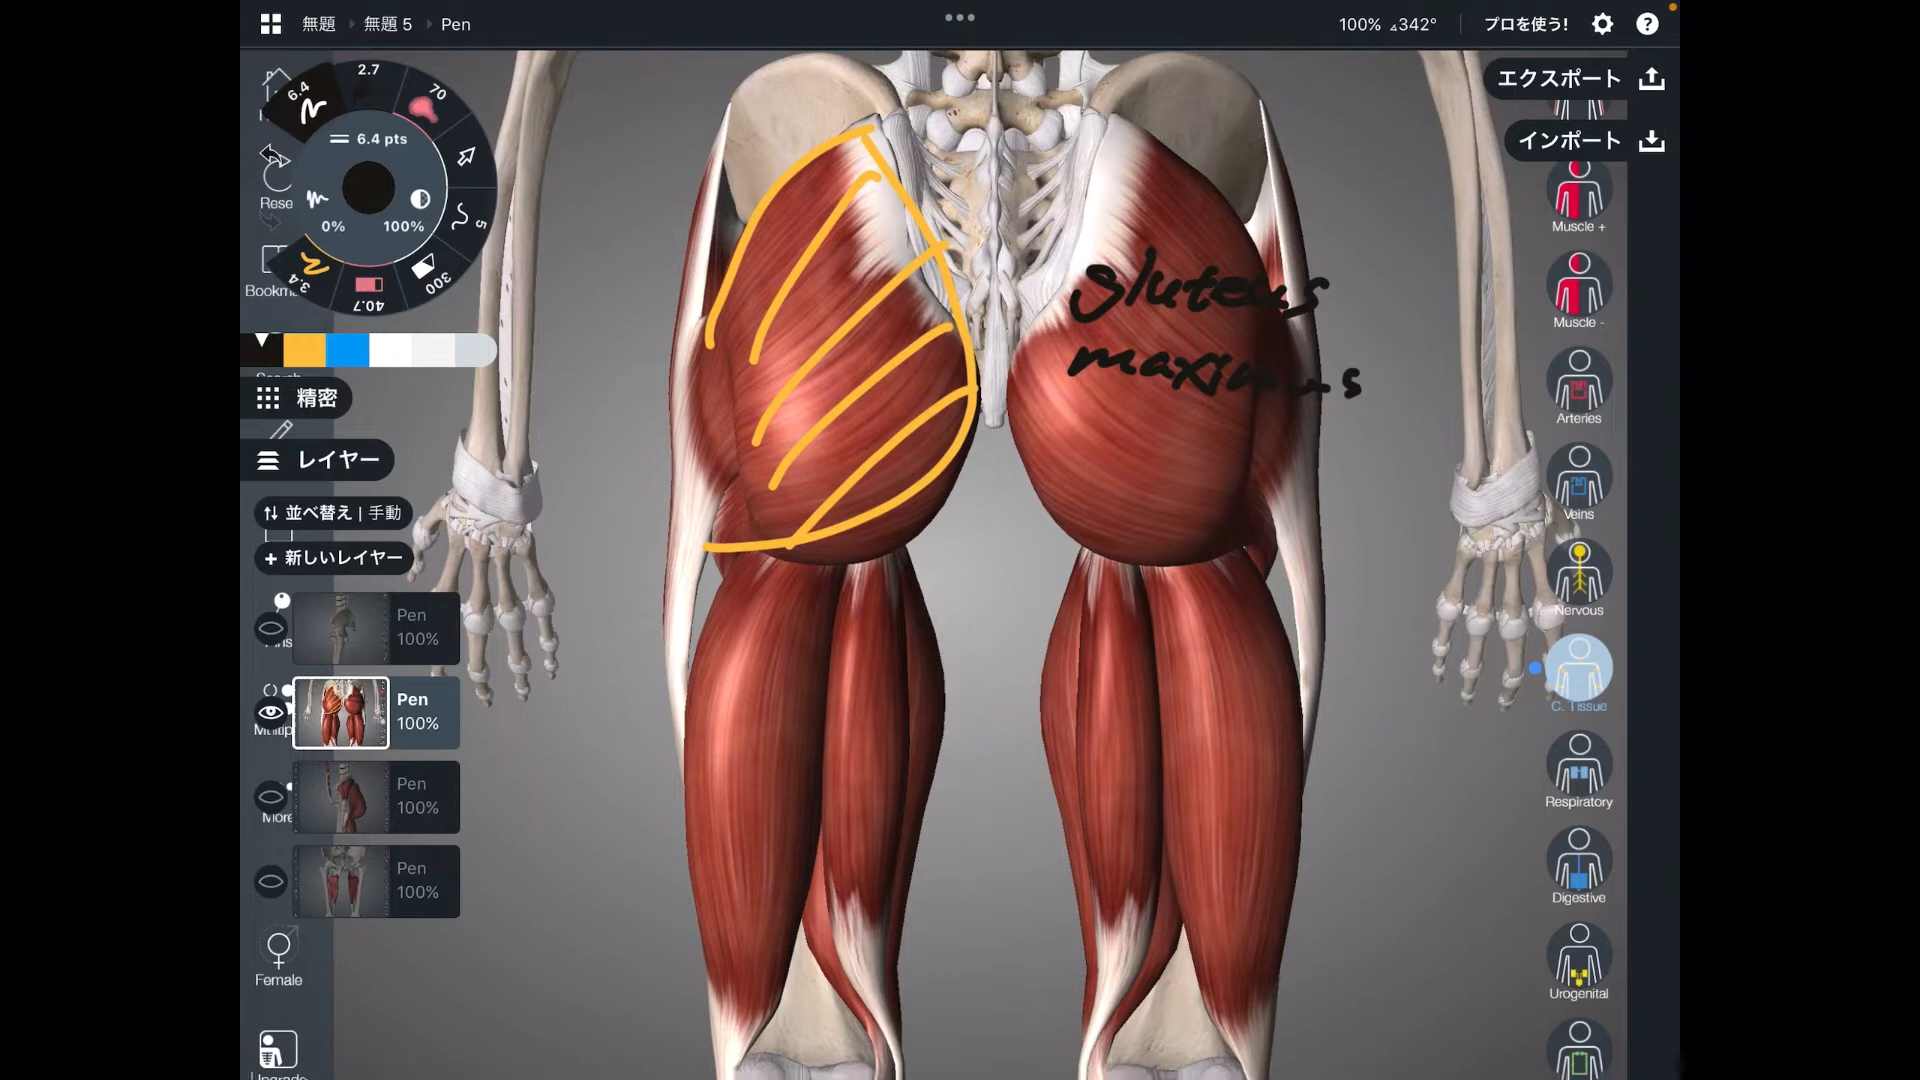 無題 無題 5 Pen
100% 342° プロを使う!
エクスポート
インポート
2.7
6.4
70
6.4 pts
0% 100%
5
3.4
40.7
300
Rese
Bookm
精密
レイヤー
並べ替え | 手動
+ 新しいレイヤー
Pen
100%
Pen
100%
Multip
Pen
100%
More
Pen
100%
Female
Upgrade
gluteus
maximus
Muscle +
Muscle -
Arteries
Veins
Nervous
C. Tissue
Respiratory
Digestive
Urogenital